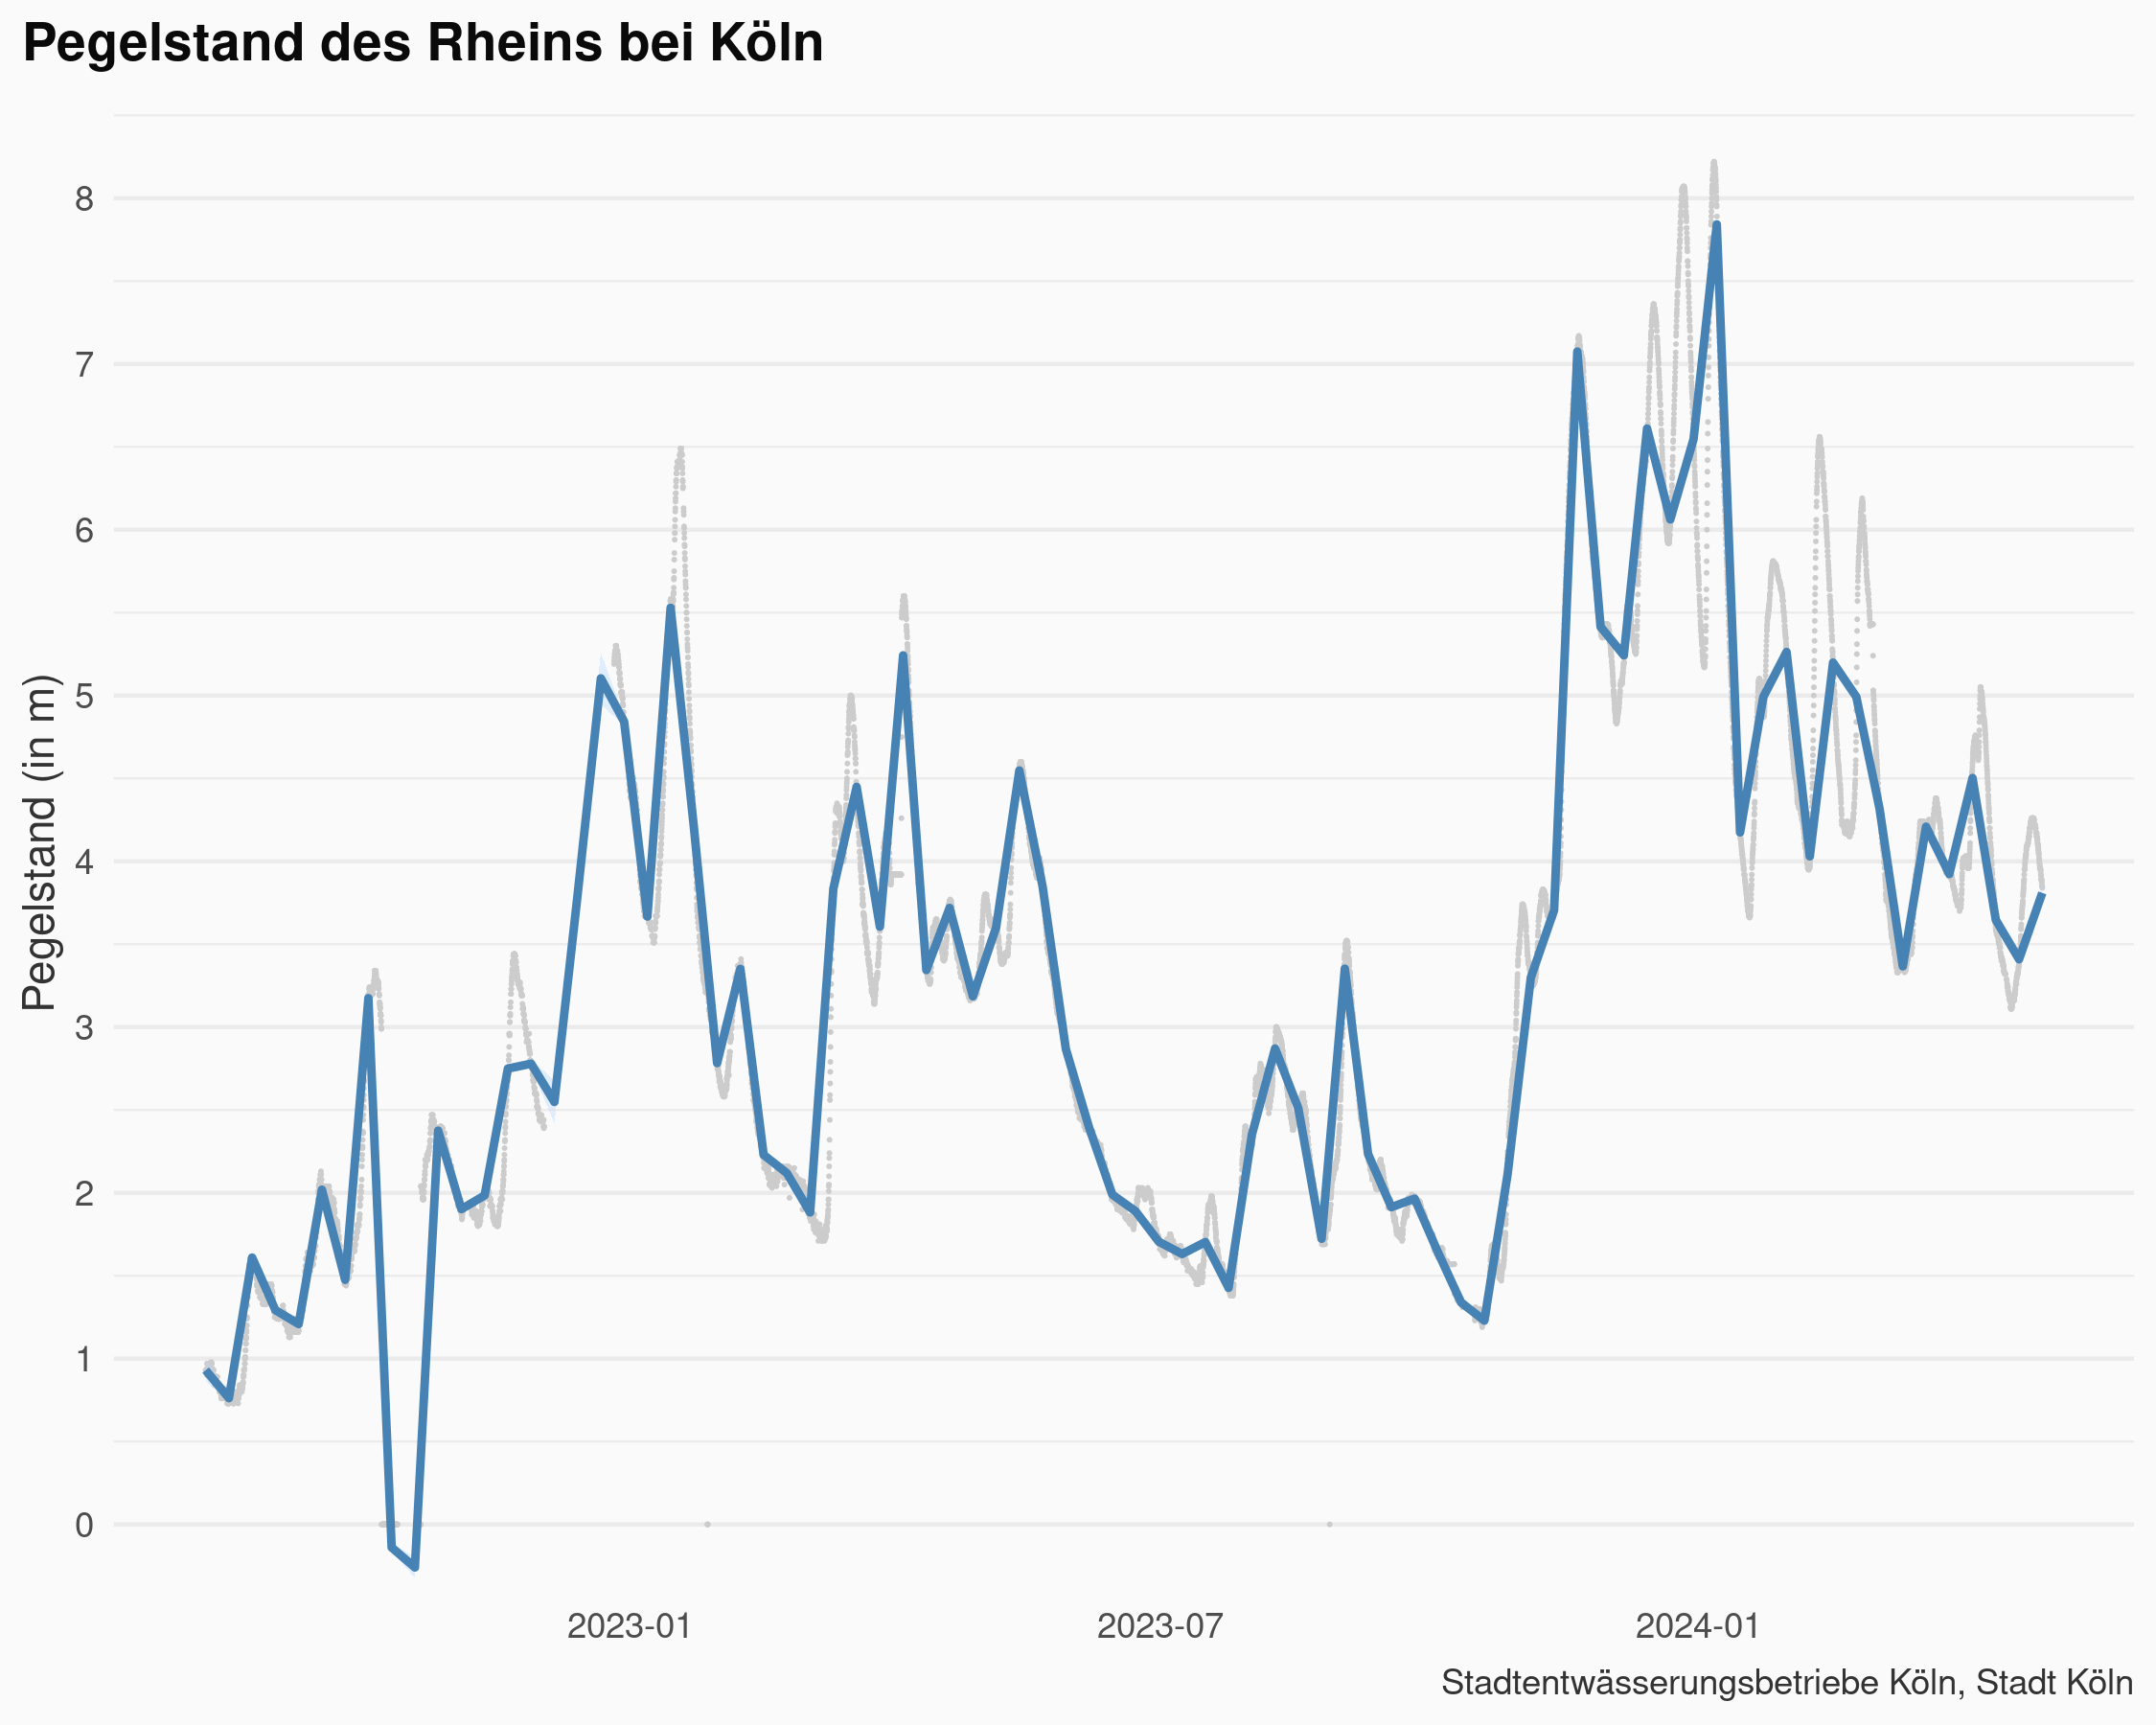 Pegelstand des Rheins bei Köln
Pegelstand (in m)
8
7
6
5
4
3
2
1
0
2023-01 2023-07 2024-01
Stadtentwässerungsbetriebe Köln, Stadt Köln